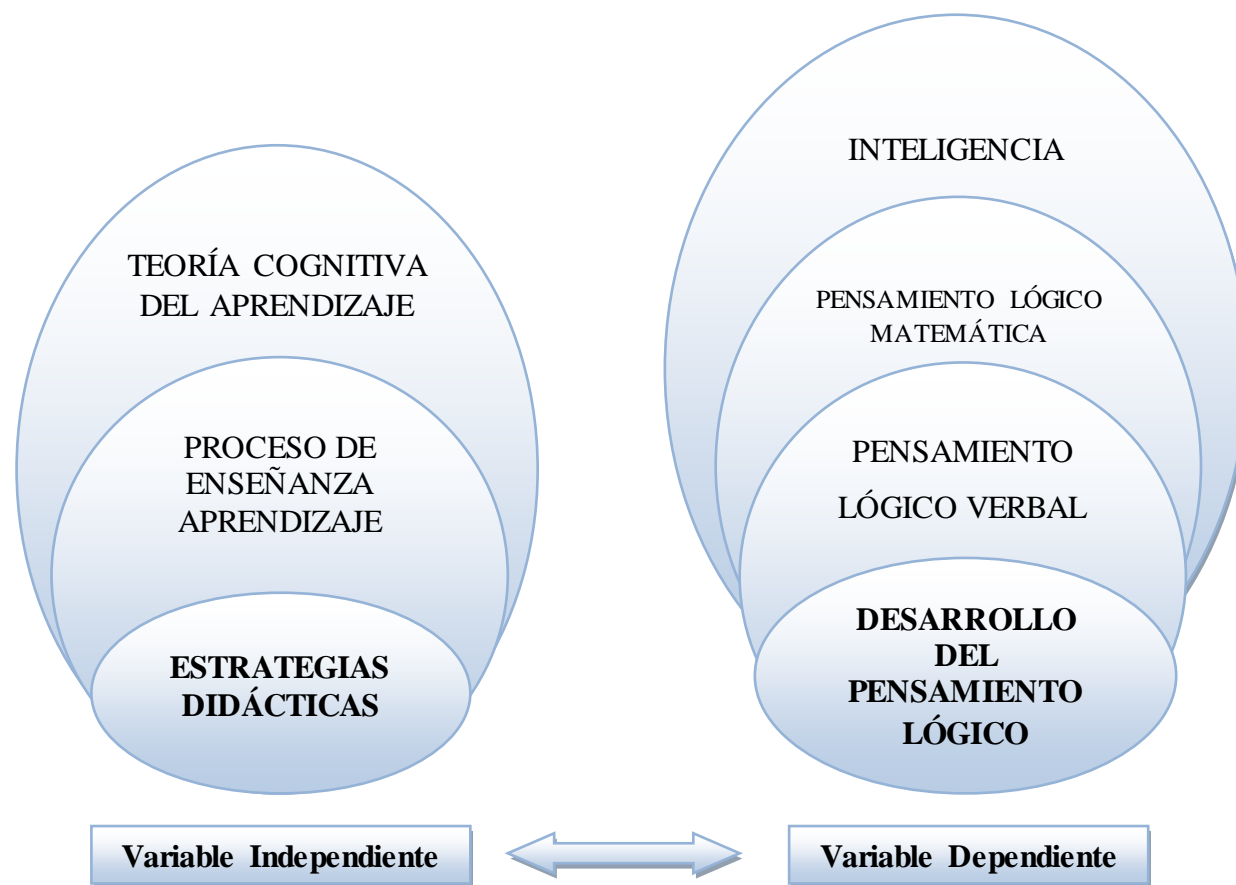 TEORÍA COGNITIVA
DEL APRENDIZAJE
PROCESO DE
ENSEÑANZA
APRENDIZAJE
ESTRATEGIAS
DIDÁCTICAS
Variable Independiente
INTELIGENCIA
PENSAMIENTO LÓGICO
MATEMÁTICA
PENSAMIENTO
LÓGICO VERBAL
DESARROLLO
DEL
PENSAMIENTO
LÓGICO
Variable Dependiente